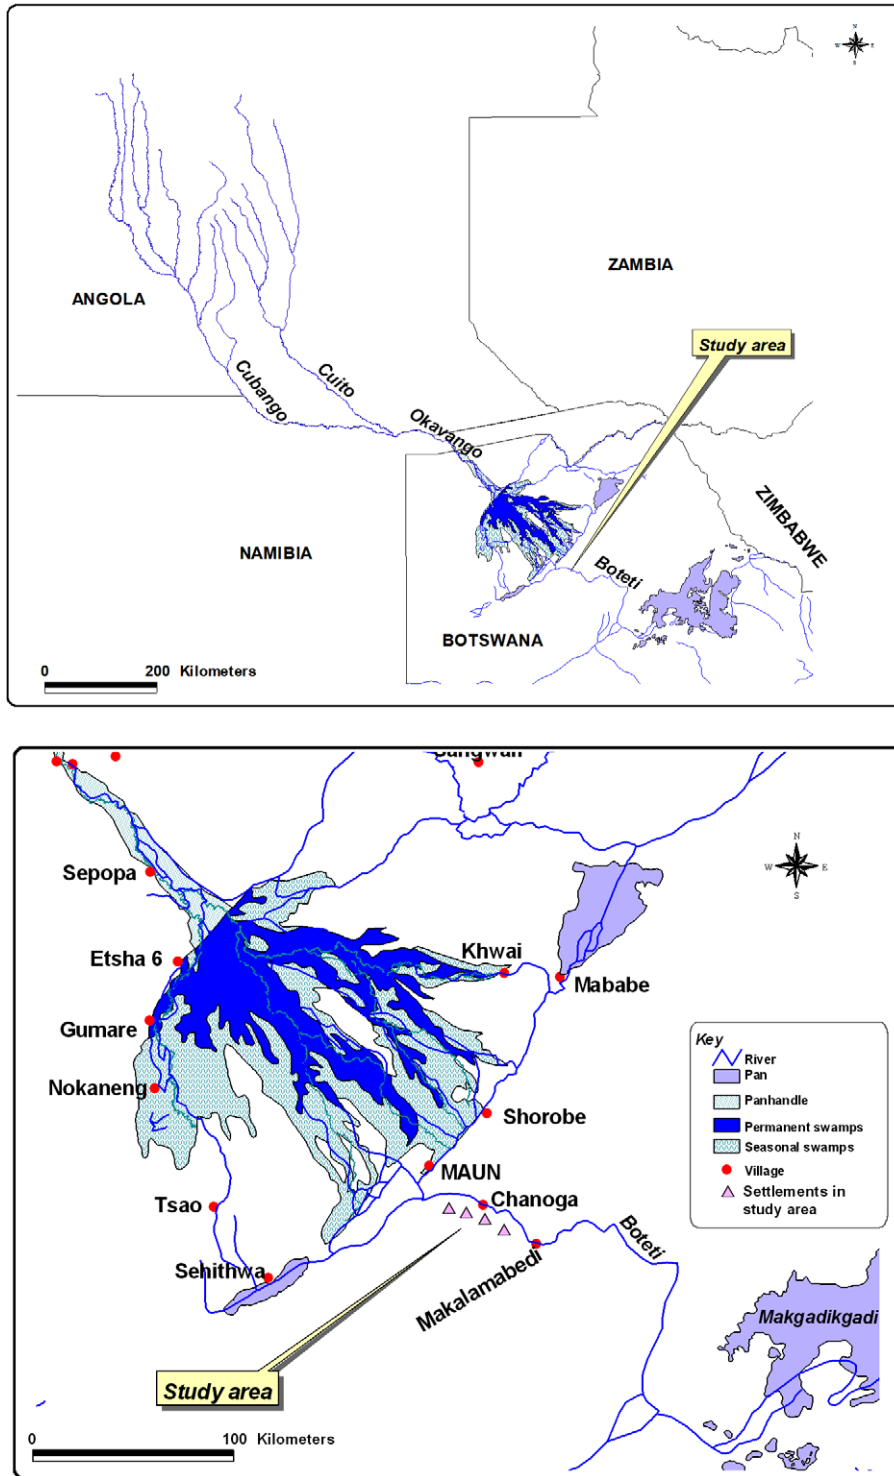 N
W E
S
ZAMBIA
ANGOLA
Study area
Cuito
Cubango
Okavango
ZIMBABWE
NAMIBIA
Boteti
BOTSWANA
0 200 Kilometers
Sepopa
N
W E
S
Etsha 6
Khwai
Mababe
Gumare
Key
River
Pan
Nokaneng
Panhandle
Shorobe
Permanent swamps
Seasonal swamps
MAUN
Village
Settlements in
study area
Tsao
Chanoga
Boteti
Sehithwa
Makalamabedi
Makgadikgadi
Study area
0 100 Kilometers